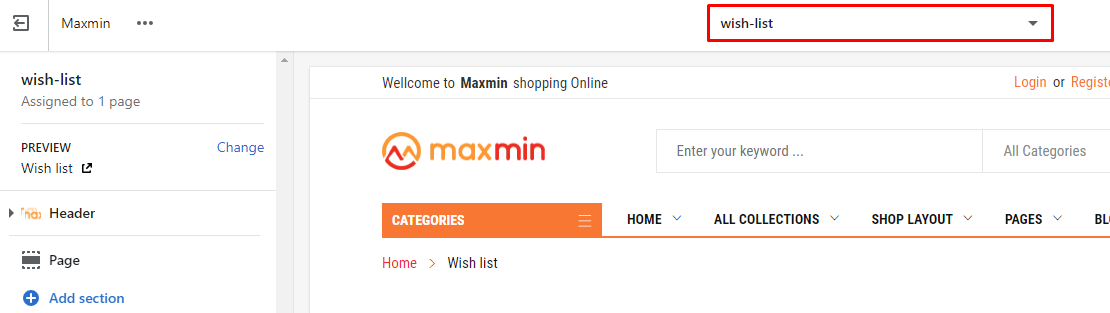 Maxmin
wish-list
wish-list
Assigned to 1 page
PREVIEW
Change
Wish list
Header
Page
Add section
Wellcome to Maxmin shopping Online
Login or Registe
maxmin
Enter your keyword ...
All Categories
CATEGORIES
HOME
ALL COLLECTIONS
SHOP LAYOUT
PAGES
BL
Home > Wish list